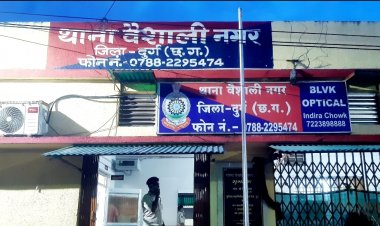 थाना वैशाली नगर
जिला-दुर्ग (छ.ग.)
फोन नं.-0788-2295474
थाना वैशाली नगर
जिला-दुर्ग (छ.ग.)
फोन नं.-0788-2295474
BLVK
OPTICAL
Indira Chowk
7223898888